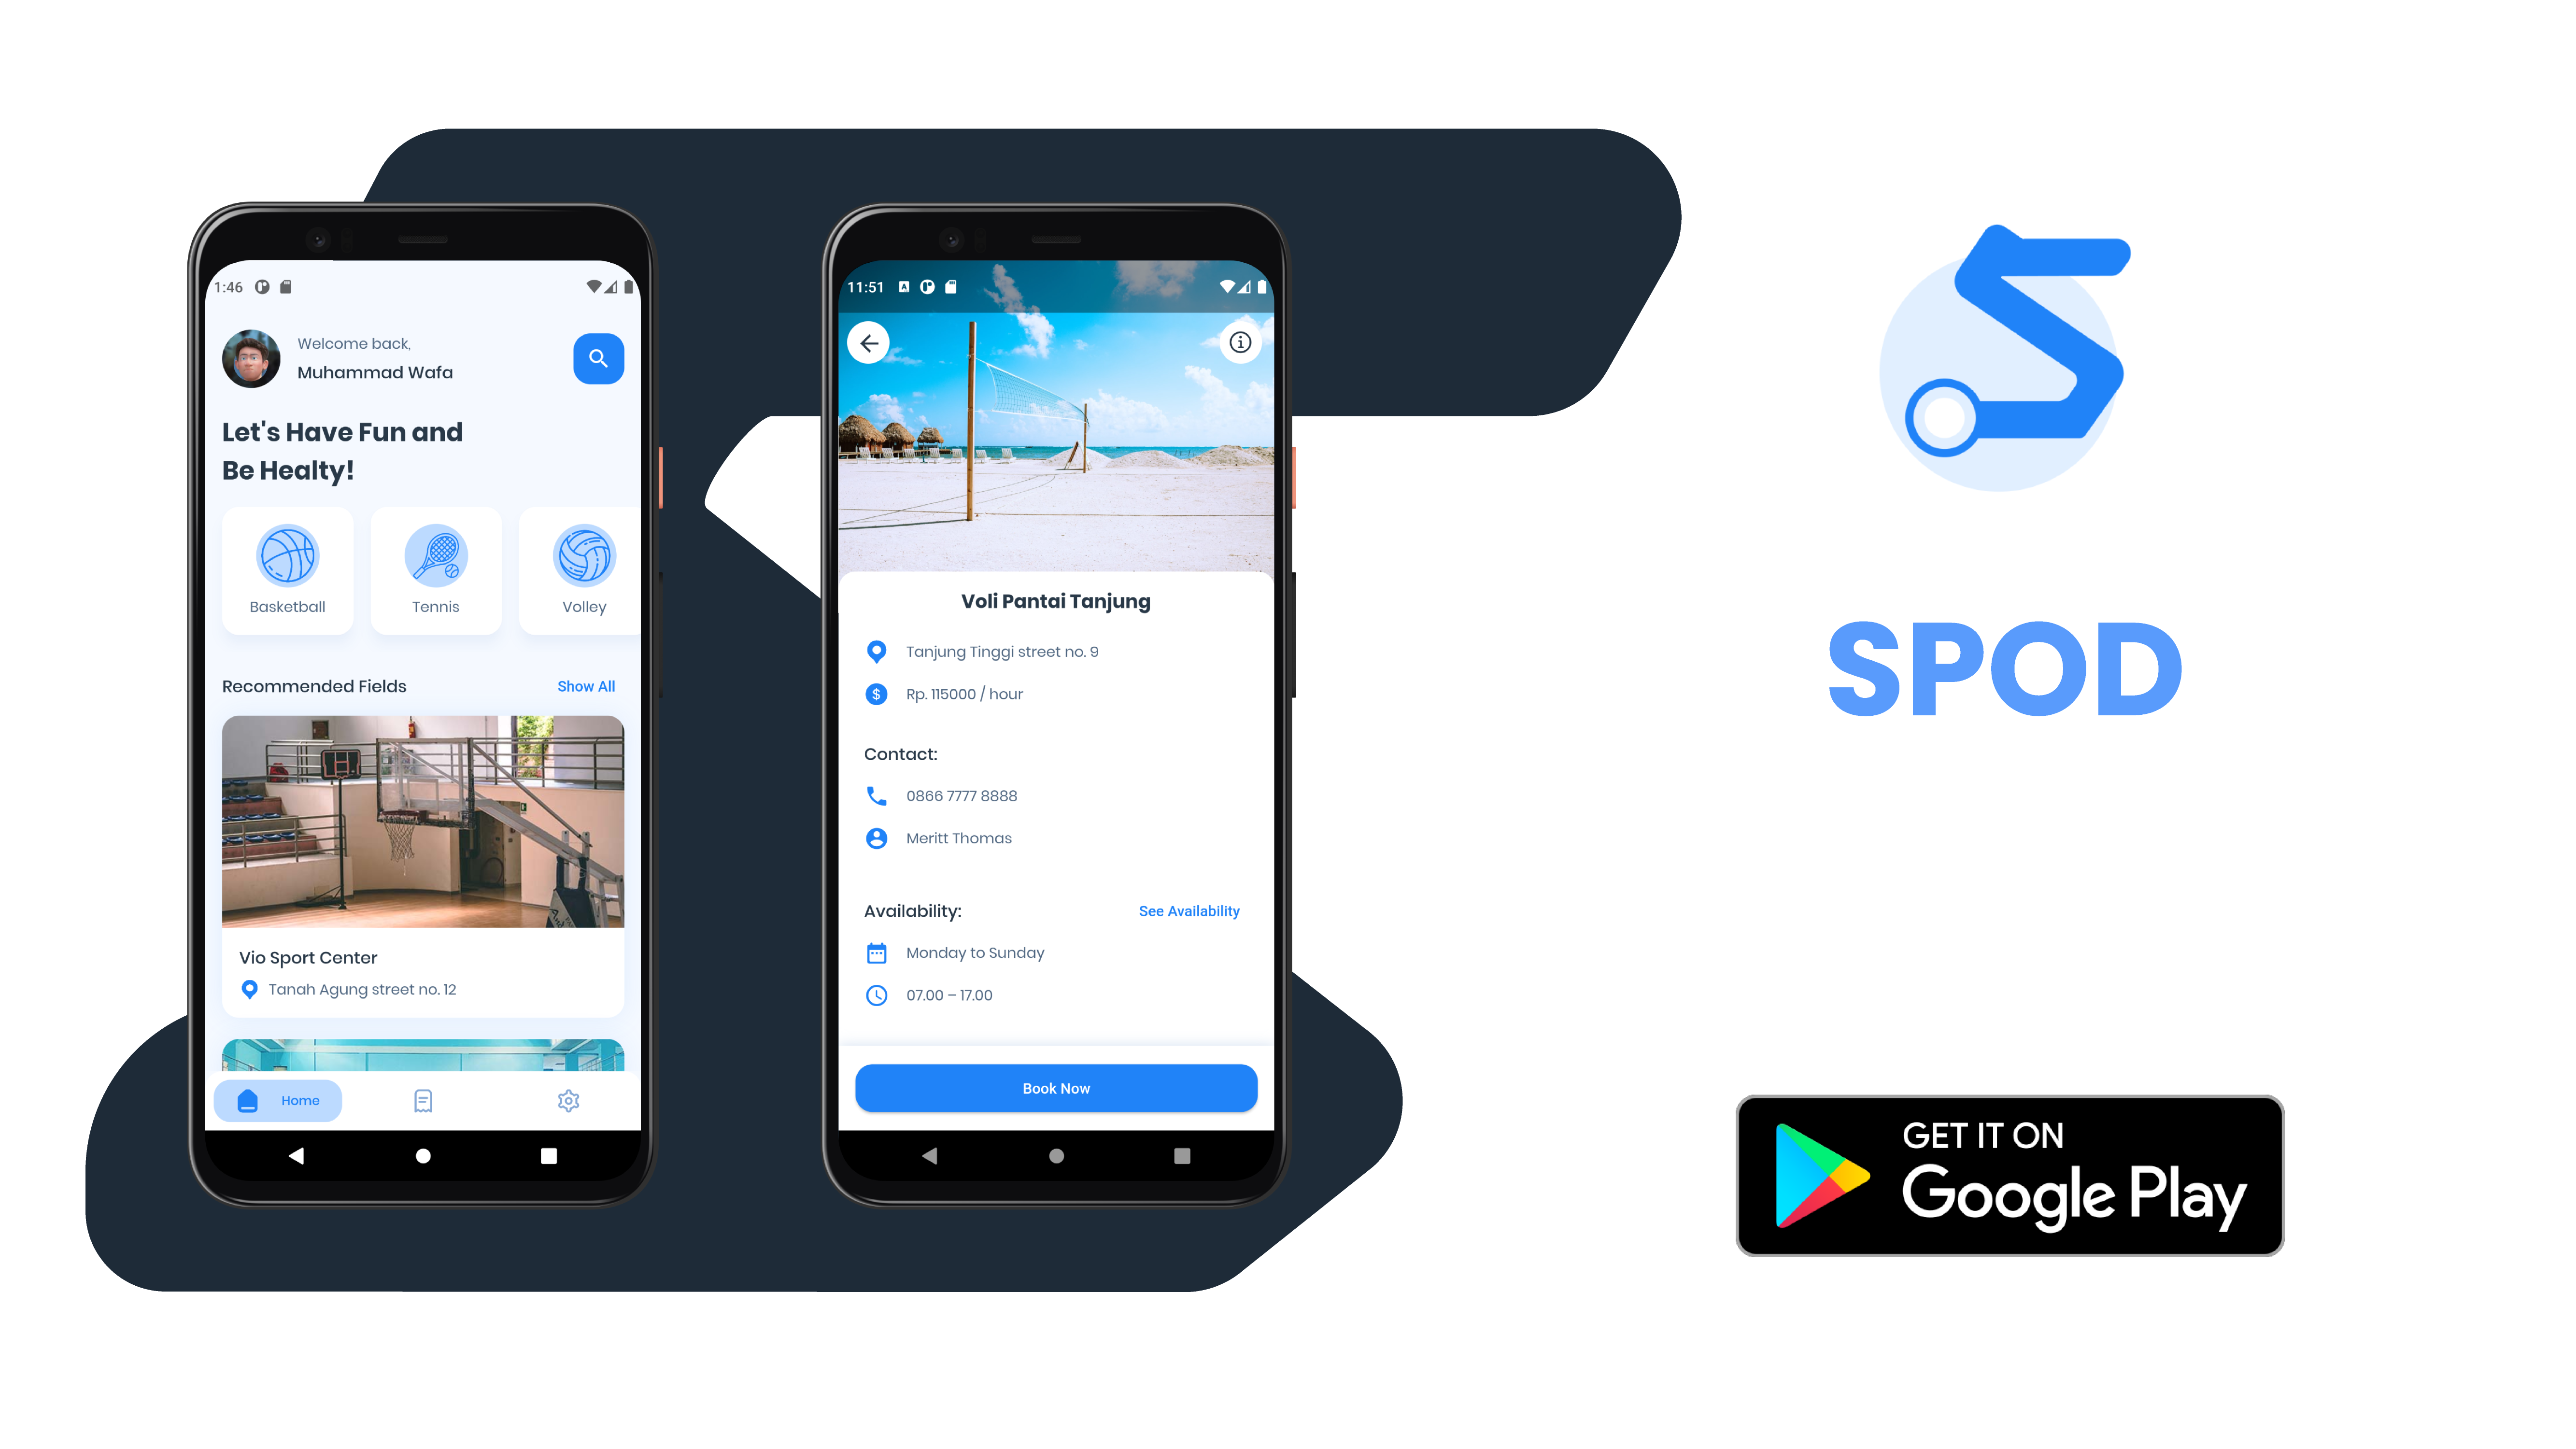 1:46
Welcome back,
Muhammad Wafa
Let's Have Fun and
Be Healty!
Basketball
Tennis
Volley
Recommended Fields
Show All
Vio Sport Center
Tanah Agung street no. 12
Home
11:51
Voli Pantai Tanjung
Tanjung Tinggi street no. 9
Rp. 115000 / hour
Contact:
0866 7777 8888
Meritt Thomas
Availability:
See Availability
Monday to Sunday
07.00 – 17.00
Book Now
SPOD
GET IT ON
Google Play